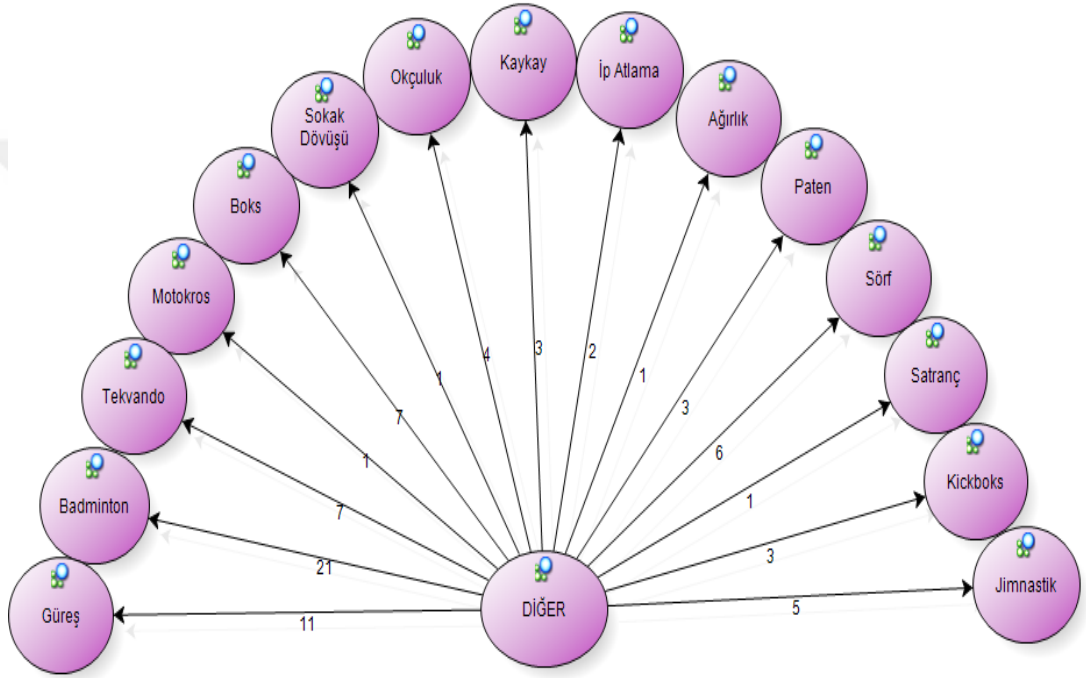 Kaykay
İp Atlama
Okçuluk
Ağırlık
Sokak
Dövüşü
Paten
Boks
Sörf
Motokros
Satranç
Tekvando
Kickboks
Badminton
Jimnastik
Güreş
DİĞER
11
21
7
1
7
1
4
3
2
1
3
6
1
3
5